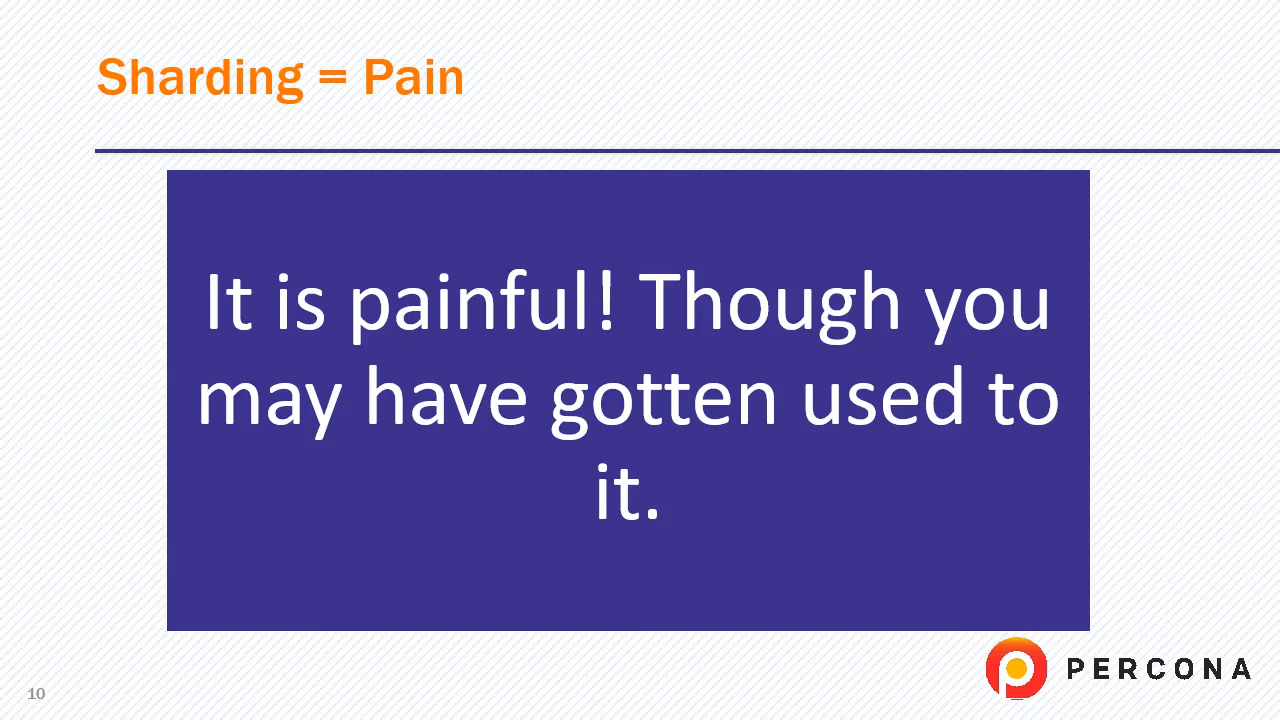 Sharding = Pain
It is painful! Though you
may have gotten used to
it.
PERCONA
10